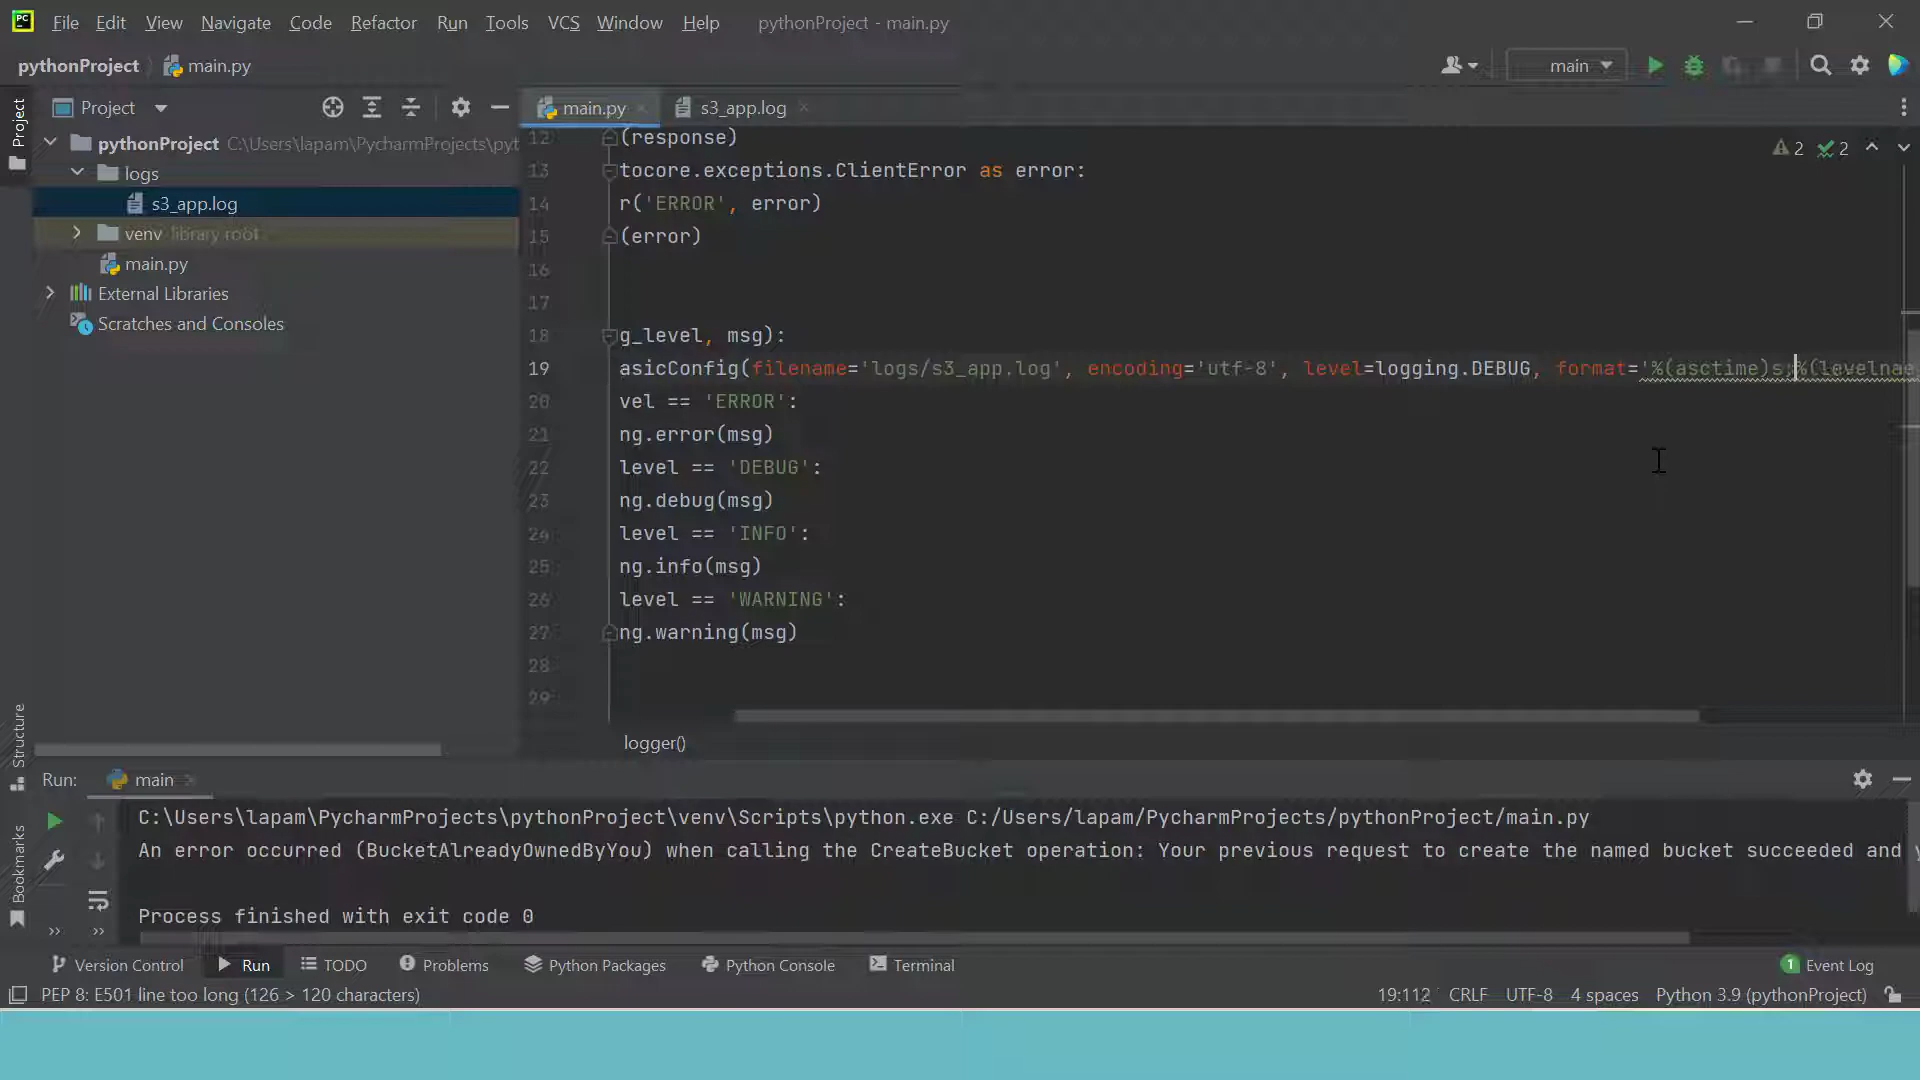 PC File Edit View Navigate Code Refactor Run Tools VCS Window Help pythonProject - main.py
pythonProject main.py main
Project
Project main.py s3_app.log
pythonProject C:\Users\lapam\PycharmProjects\pyt
logs
s3_app.log
venv library root
main.py
External Libraries
Scratches and Consoles
2 2
12 (response)
13 tocore.exceptions.ClientError as error:
14 r('ERROR', error)
15 (error)
16
17
18 g_level, msg):
19 asicConfig(filename='logs/s3_app.log', encoding='utf-8', level=logging.DEBUG, format='%(asctime)s;%(levelnae
20 vel == 'ERROR':
21 ng.error(msg)
22 level == 'DEBUG':
23 ng.debug(msg)
24 level == 'INFO':
25 ng.info(msg)
26 level == 'WARNING':
27 ng.warning(msg)
28
29
logger()
Structure
Bookmarks
Run: main
C:\Users\lapam\PycharmProjects\pythonProject\venv\Scripts\python.exe C:/Users/lapam/PycharmProjects/pythonProject/main.py
An error occurred (BucketAlreadyOwnedByYou) when calling the CreateBucket operation: Your previous request to create the named bucket succeeded and y
Process finished with exit code 0
Version Control Run TODO Problems Python Packages Python Console Terminal 1 Event Log
PEP 8: E501 line too long (126 > 120 characters) 19:112 CRLF UTF-8 4 spaces Python 3.9 (pythonProject)